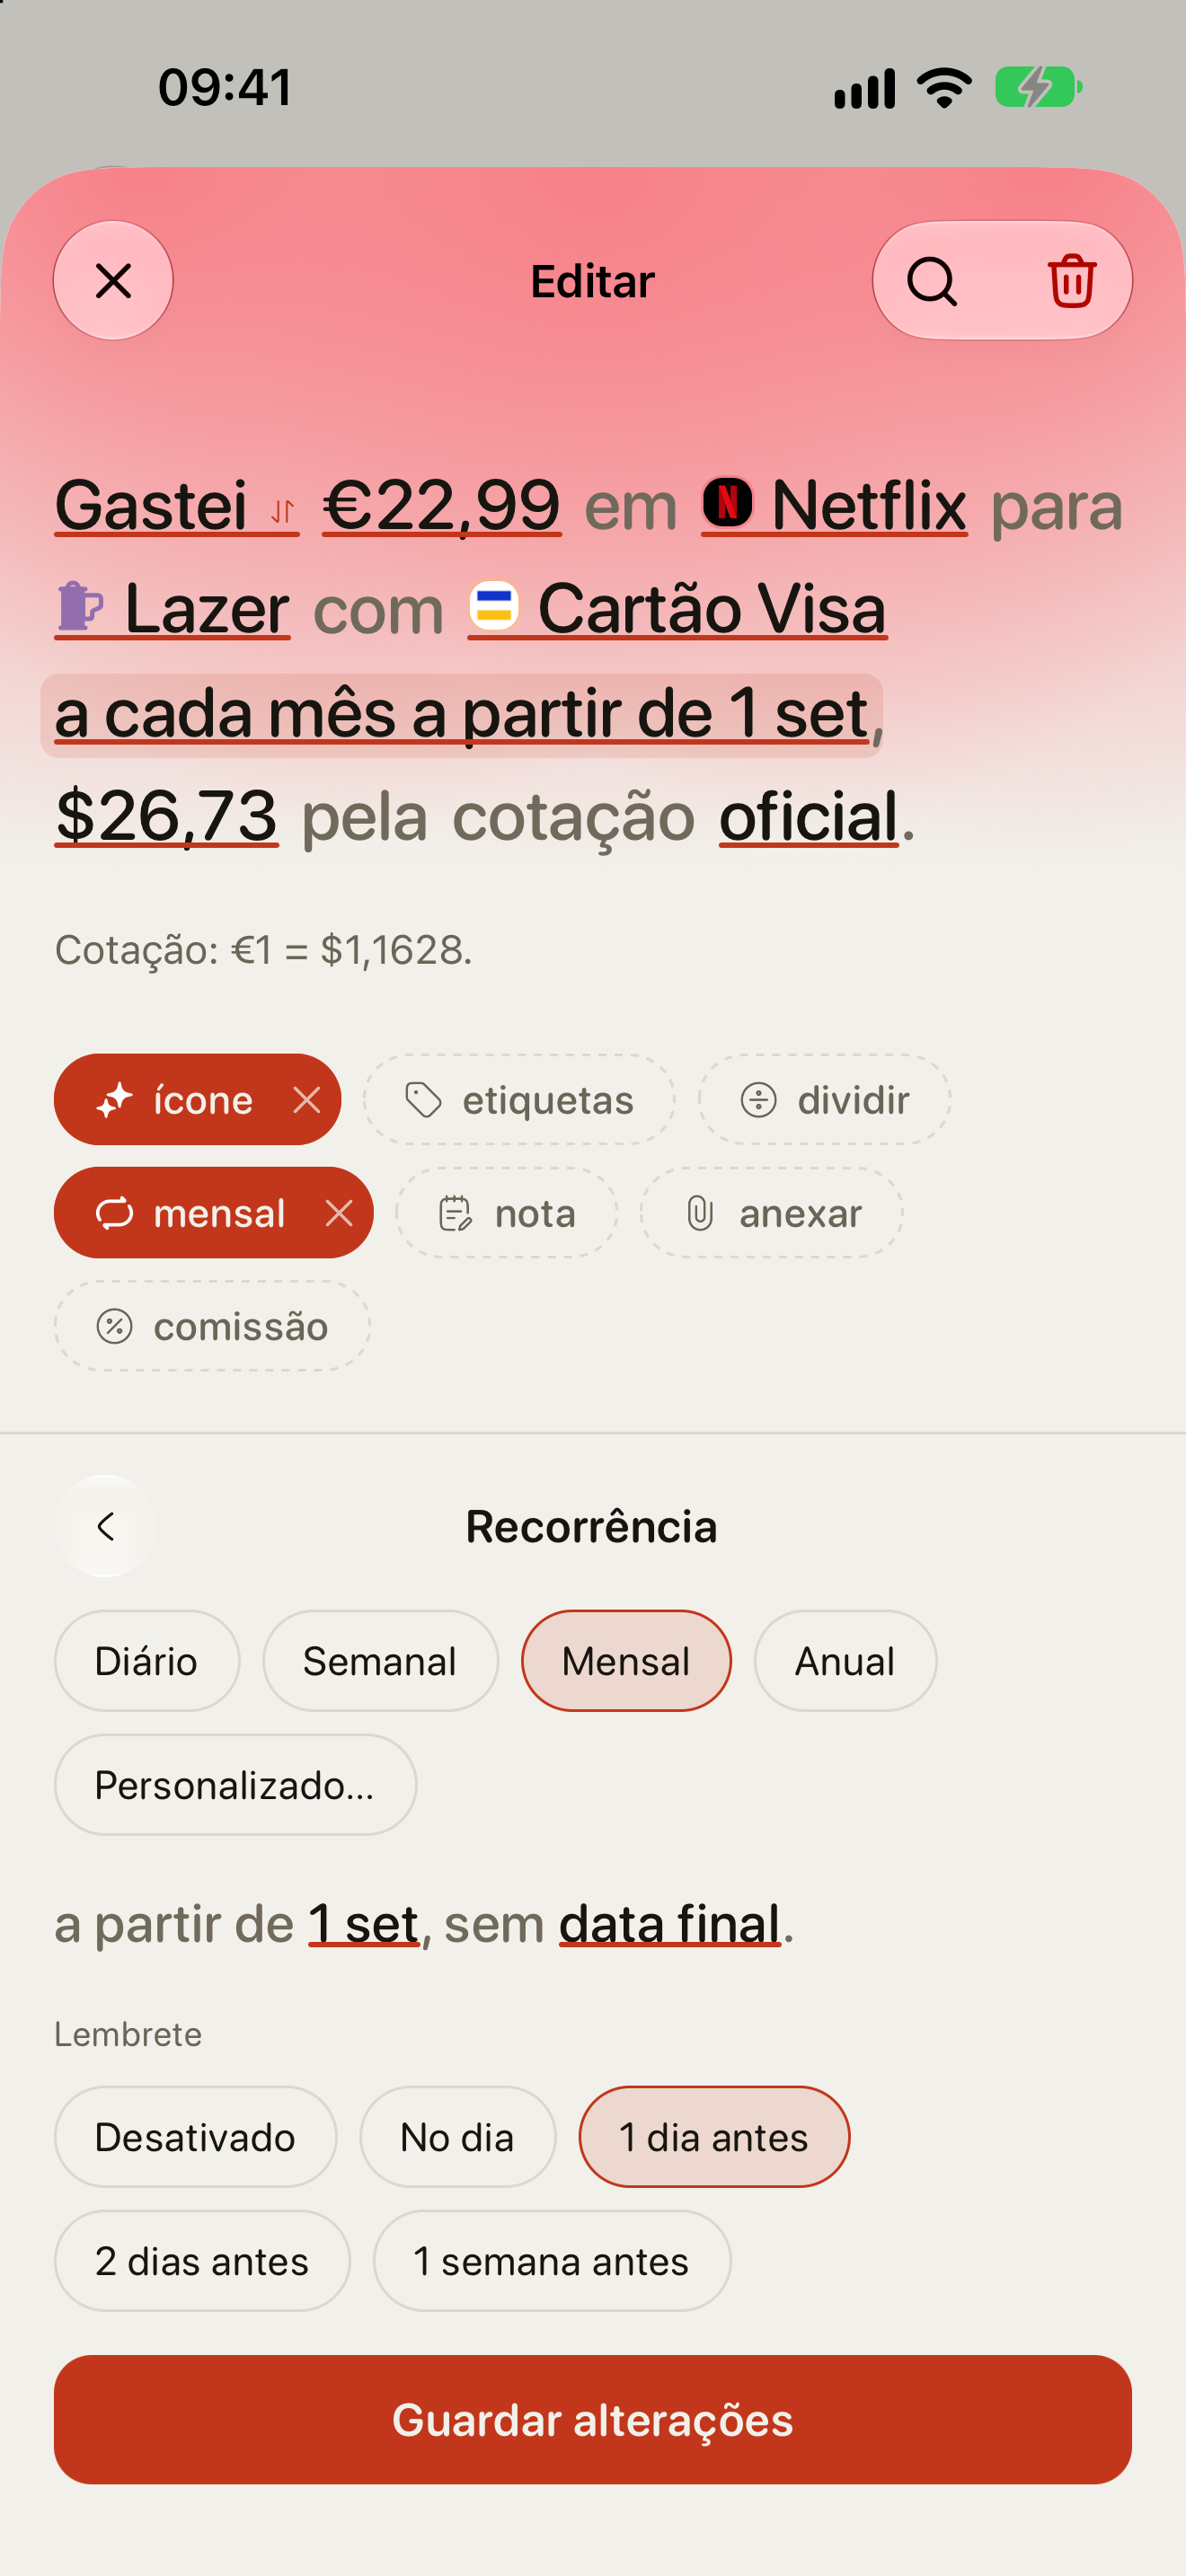 09:41
Editar
Gastei €22,99 em Netflix para
Lazer com Cartão Visa
a cada mês a partir de 1 set,
$26,73 pela cotação oficial.
Cotação: €1 = $1,1628.
ícone etiquetas dividir
mensal nota anexar
comissão
Recorrência
Diário Semanal Mensal Anual
Personalizado...
a partir de 1 set, sem data final.
Lembrete
Desativado No dia 1 dia antes
2 dias antes 1 semana antes
Guardar alterações